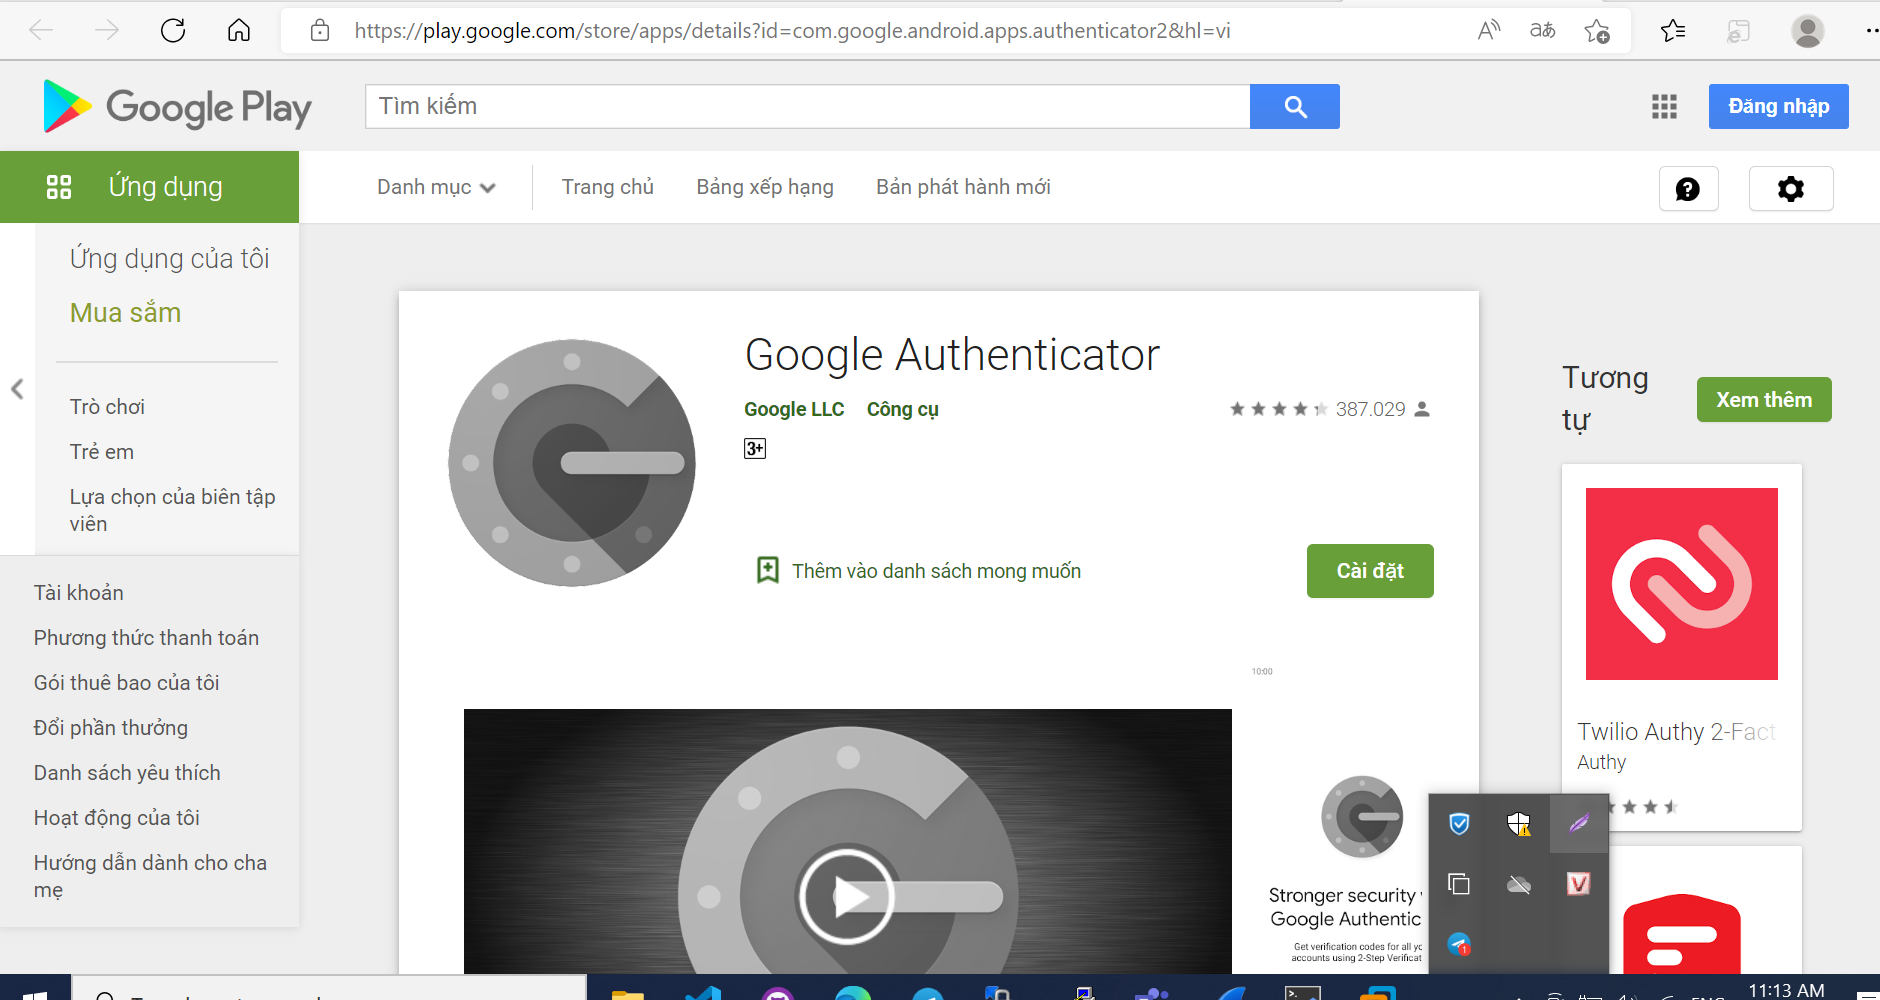 https://play.google.com/store/apps/details?id=com.google.android.apps.authenticator2&hl=vi
Google Play
Tìm kiếm
Đăng nhập
Ứng dụng
Danh mục
Trang chủ
Bảng xếp hạng
Bản phát hành mới
Ứng dụng của tôi
Mua sắm
Trò chơi
Trẻ em
Lựa chọn của biên tập
viên
Tài khoản
Phương thức thanh toán
Gói thuê bao của tôi
Đổi phần thưởng
Danh sách yêu thích
Hoạt động của tôi
Hướng dẫn dành cho cha
mẹ
Google Authenticator
Google LLC Công cụ
387.029
3+
Thêm vào danh sách mong muốn
Cài đặt
10:00
Stronger security
Google Authentic
Get verification codes for all
accounts using 2-Step Verificat
Tương
tự
Xem thêm
Twilio Authy 2-Fact
Authy
11:13 AM